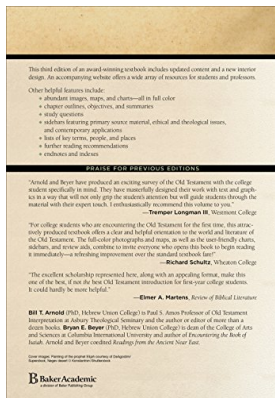 This third edition of an award-winning textbook includes updated content and a new interior
design. An accompanying website offers a wide array of resources for students and professors.
Other helpful features include:
• abundant images, maps, and charts—all in full color
• chapter outlines, objectives, and summaries
• study questions
• sidebars featuring primary source material, ethical and theological issues,
and contemporary applications
• lists of key terms, people, and places
• further reading recommendations
• endnotes and indexes
PRAISE FOR PREVIOUS EDITIONS
"Arnold and Beyer have produced an exciting survey of the Old Testament with the college
student specifically in mind. They have masterfully designed their work with text and graph-
ics in a way that will not only grip the student's attention but will guide students through the
material with their expert touch. I enthusiastically recommend this volume to you."
—Tremper Longman III, Westmont College
"For college students who are encountering the Old Testament for the first time, this attrac-
tively produced textbook offers a clear and helpful orientation to the world and literature of
the Old Testament. The full-color photographs and maps, as well as the user-friendly charts,
sidebars, and review aids, combine to invite everyone who opens this book to begin reading
it immediately—a refreshing improvement over the standard textbook fare!"
—Richard Schultz, Wheaton College
"The excellent scholarship represented here, along with an appealing format, make this
one of the best, if not the best Old Testament introduction for first-year college students.
It could hardly be more helpful."
—Elmer A. Martens, Review of Biblical Literature
Bill T. Arnold (PhD, Hebrew Union College) is Paul S. Amos Professor of Old Testament
Interpretation at Asbury Theological Seminary and the author or editor of more than a
dozen books. Bryan E. Beyer (PhD, Hebrew Union College) is dean of the College of Arts
and Sciences at Columbia International University and author of Encountering the Book of
Isaiah. Arnold and Beyer coedited Readings from the Ancient Near East.
Cover images: Painting of the prophet Elijah
Baker Academic
a division of Baker Publishing Group